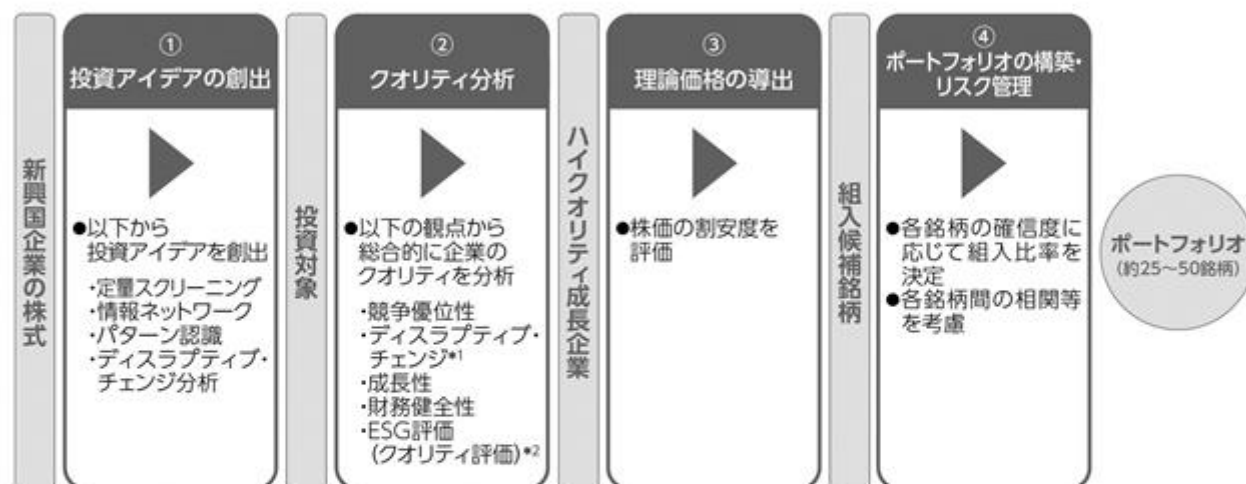 新興国企業の株式
①
投資アイデアの創出
●以下から
投資アイデアを創出
・定量スクリーニング
・情報ネットワーク
・パターン認識
・ディスラプティブ・
チェンジ分析
投資対象
②
クオリティ分析
●以下の観点から
総合的に企業の
クオリティを分析
・競争優位性
・ディスラプティブ・
チェンジ*1
・成長性
・財務健全性
・ESG評価
(クオリティ評価)*2
ハイクオリティ成長企業
③
理論価格の導出
●株価の割安度を
評価
組入候補銘柄
④
ポートフォリオの構築・
リスク管理
●各銘柄の確信度に
応じて組入比率を
決定
●各銘柄間の相関等
を考慮
ポートフォリオ
(約25～50銘柄)